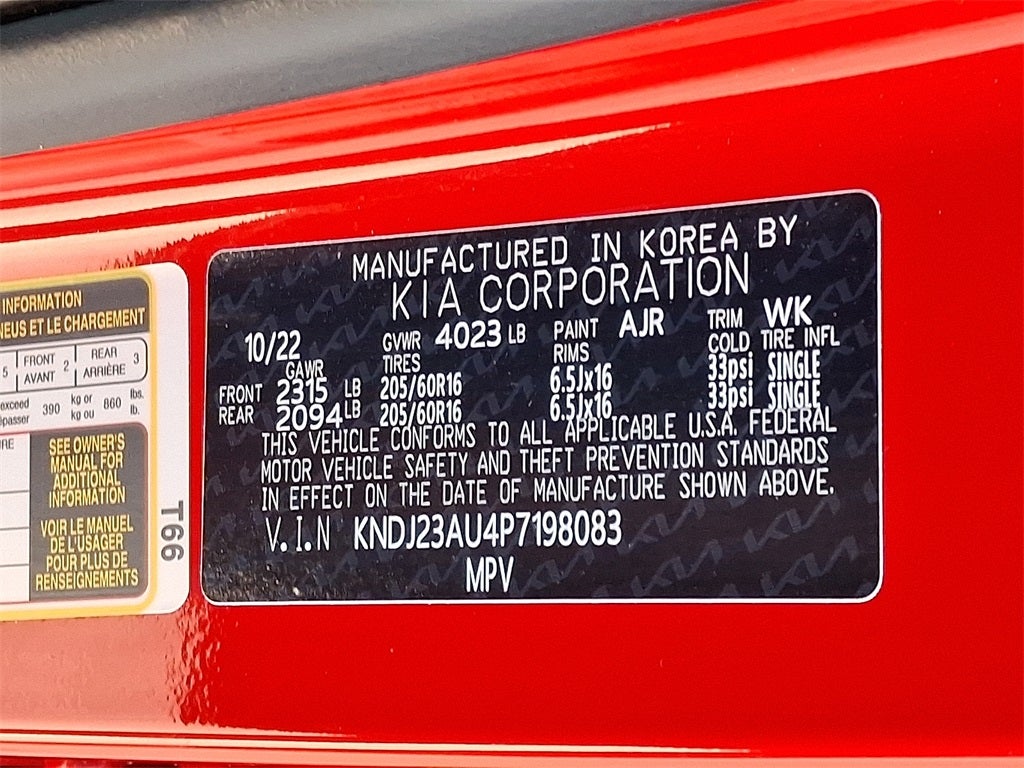 INFORMATION
NEUS ET LE CHARGEMENT
5 FRONT AVANT 2 REAR ARRIÈRE 3
exceed 390 kg or 860 lbs.
épasser kg ou lb.
SEE OWNER'S
MANUAL FOR
ADDITIONAL
INFORMATION
VOIR LE MANUEL
DE L'USAGER
POUR PLUS DE
RENSEIGNEMENTS
T66
MANUFACTURED IN KOREA BY
KIA CORPORATION
10/22 GVWR 4023 LB PAINT AJR TRIM WK
GAWR TIRES RIMS COLD TIRE INFL
FRONT 2315 LB 205/60R16 6.5Jx16 33psi SINGLE
REAR 2094 LB 205/60R16 6.5Jx16 33psi SINGLE
THIS VEHICLE CONFORMS TO ALL APPLICABLE U.S.A. FEDERAL
MOTOR VEHICLE SAFETY AND THEFT PREVENTION STANDARDS
IN EFFECT ON THE DATE OF MANUFACTURE SHOWN ABOVE.
V.I.N KNDJ23AU4P7198083
MPV